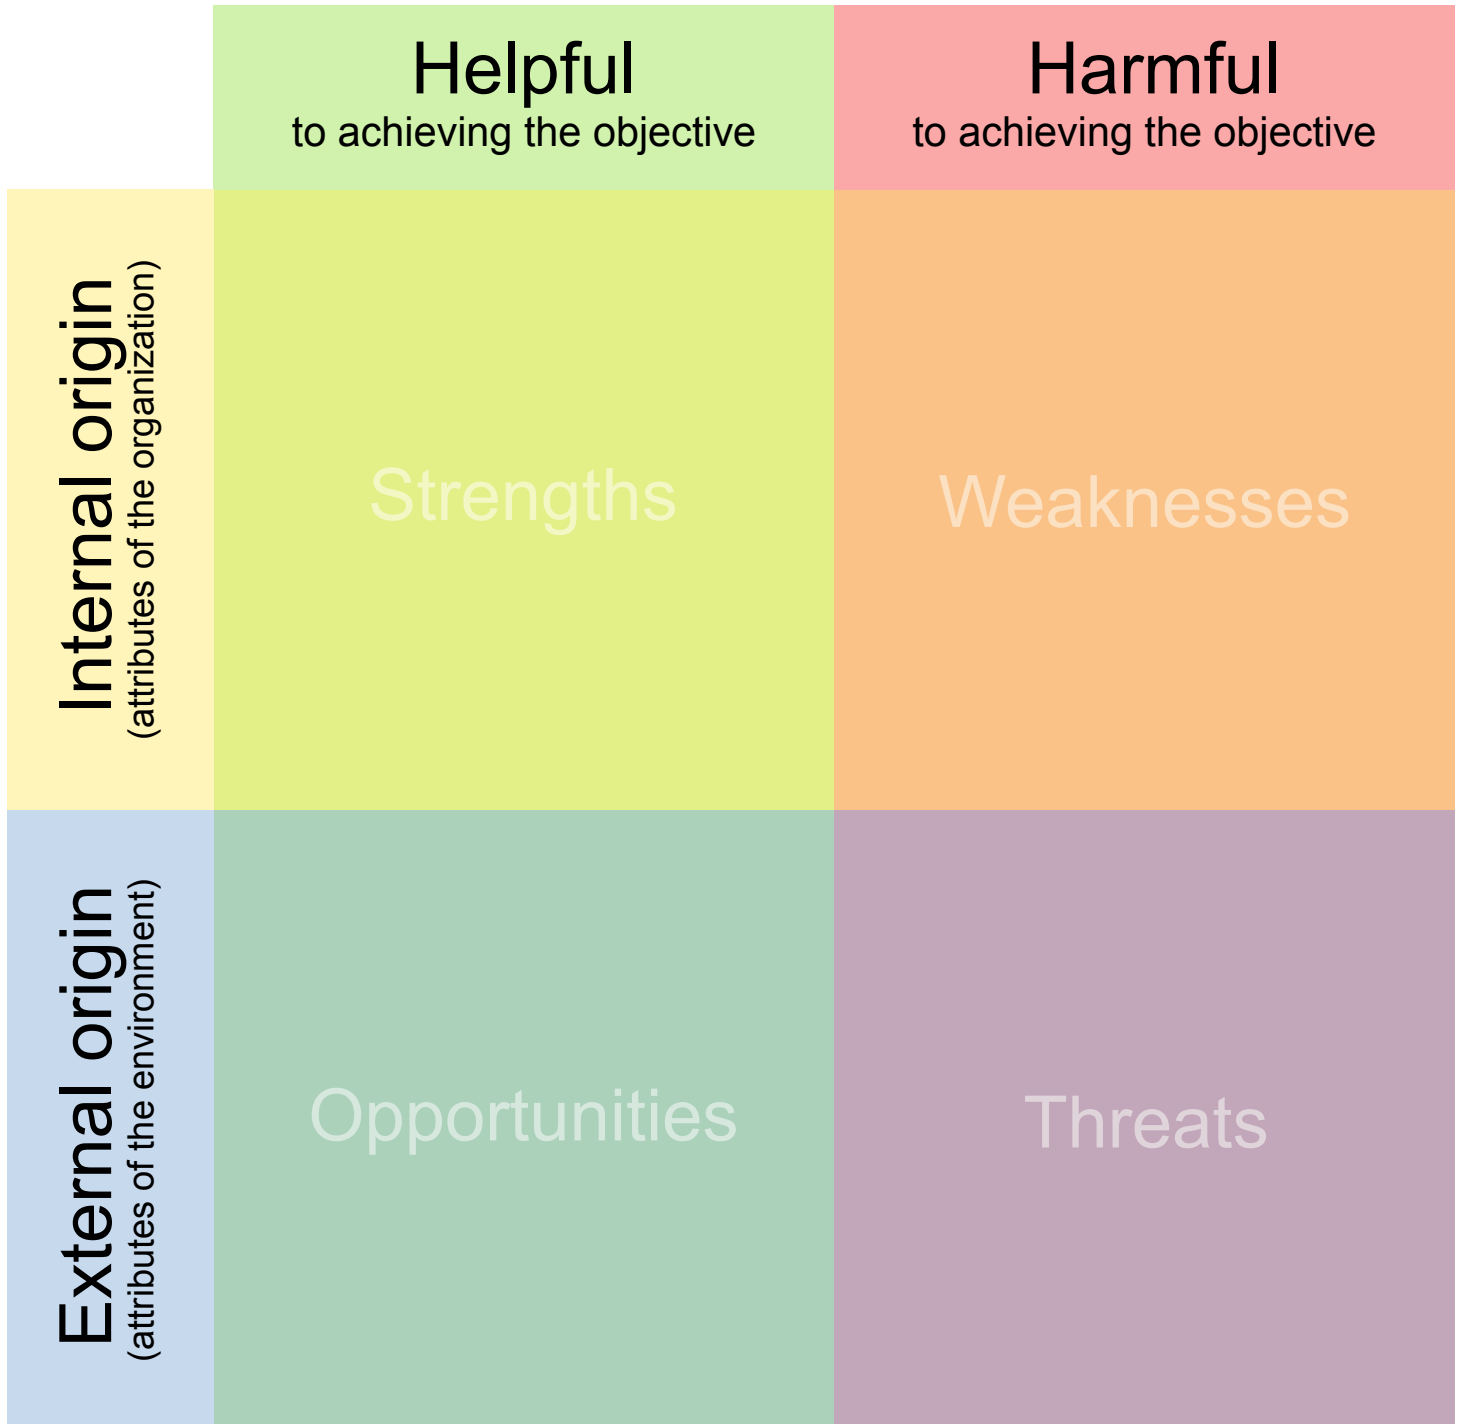 Helpful
to achieving the objective
Harmful
to achieving the objective
Internal origin
(attributes of the organization)
Strengths
Weaknesses
External origin
(attributes of the environment)
Opportunities
Threats